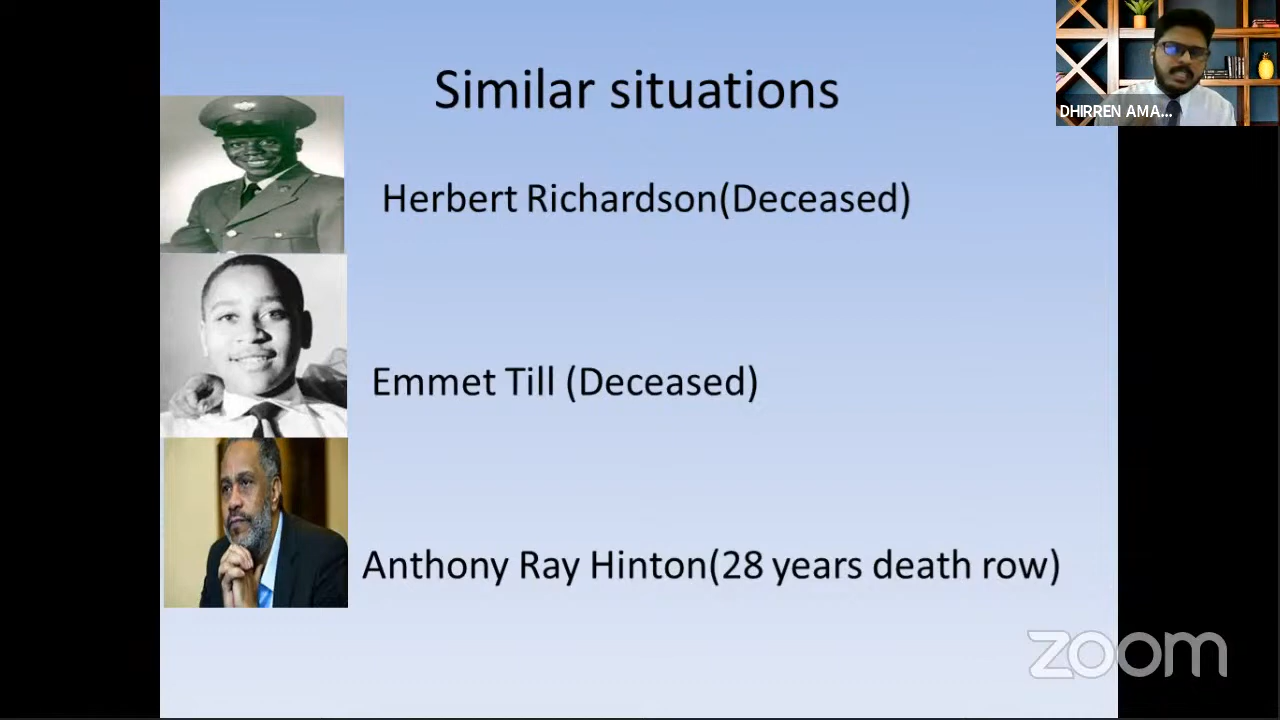 Similar situations
DHIRREN AMA...
Herbert Richardson(Deceased)
Emmet Till (Deceased)
Anthony Ray Hinton(28 years death row)
zoom